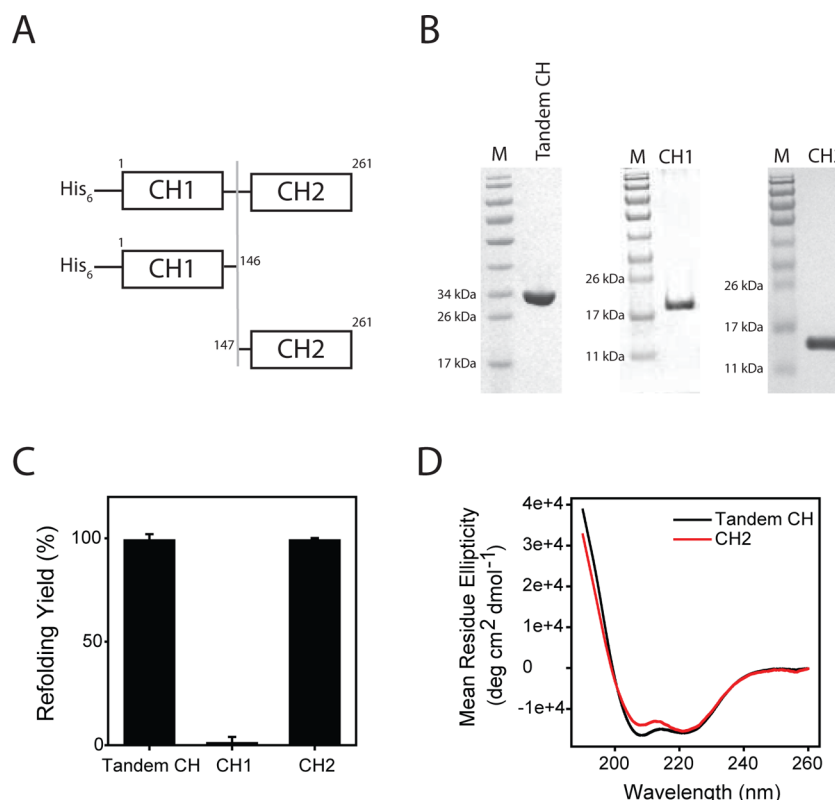 A
B
1
261
His6
CH1
CH2
1
His6
CH1
146
147
261
CH2
M
Tandem CH
34 kDa
26 kDa
17 kDa
M
CH1
26 kDa
17 kDa
11 kDa
M
26 kDa
17 kDa
11 kDa
C
D
Refolding Yield (%)
100
50
0
Tandem CH
CH1
CH2
Mean Residue Ellipticity
(deg cm2 dmol-1)
4e+4
3e+4
2e+4
1e+4
0
-1e+4
Tandem CH
CH2
200
220
240
260
Wavelength (nm)